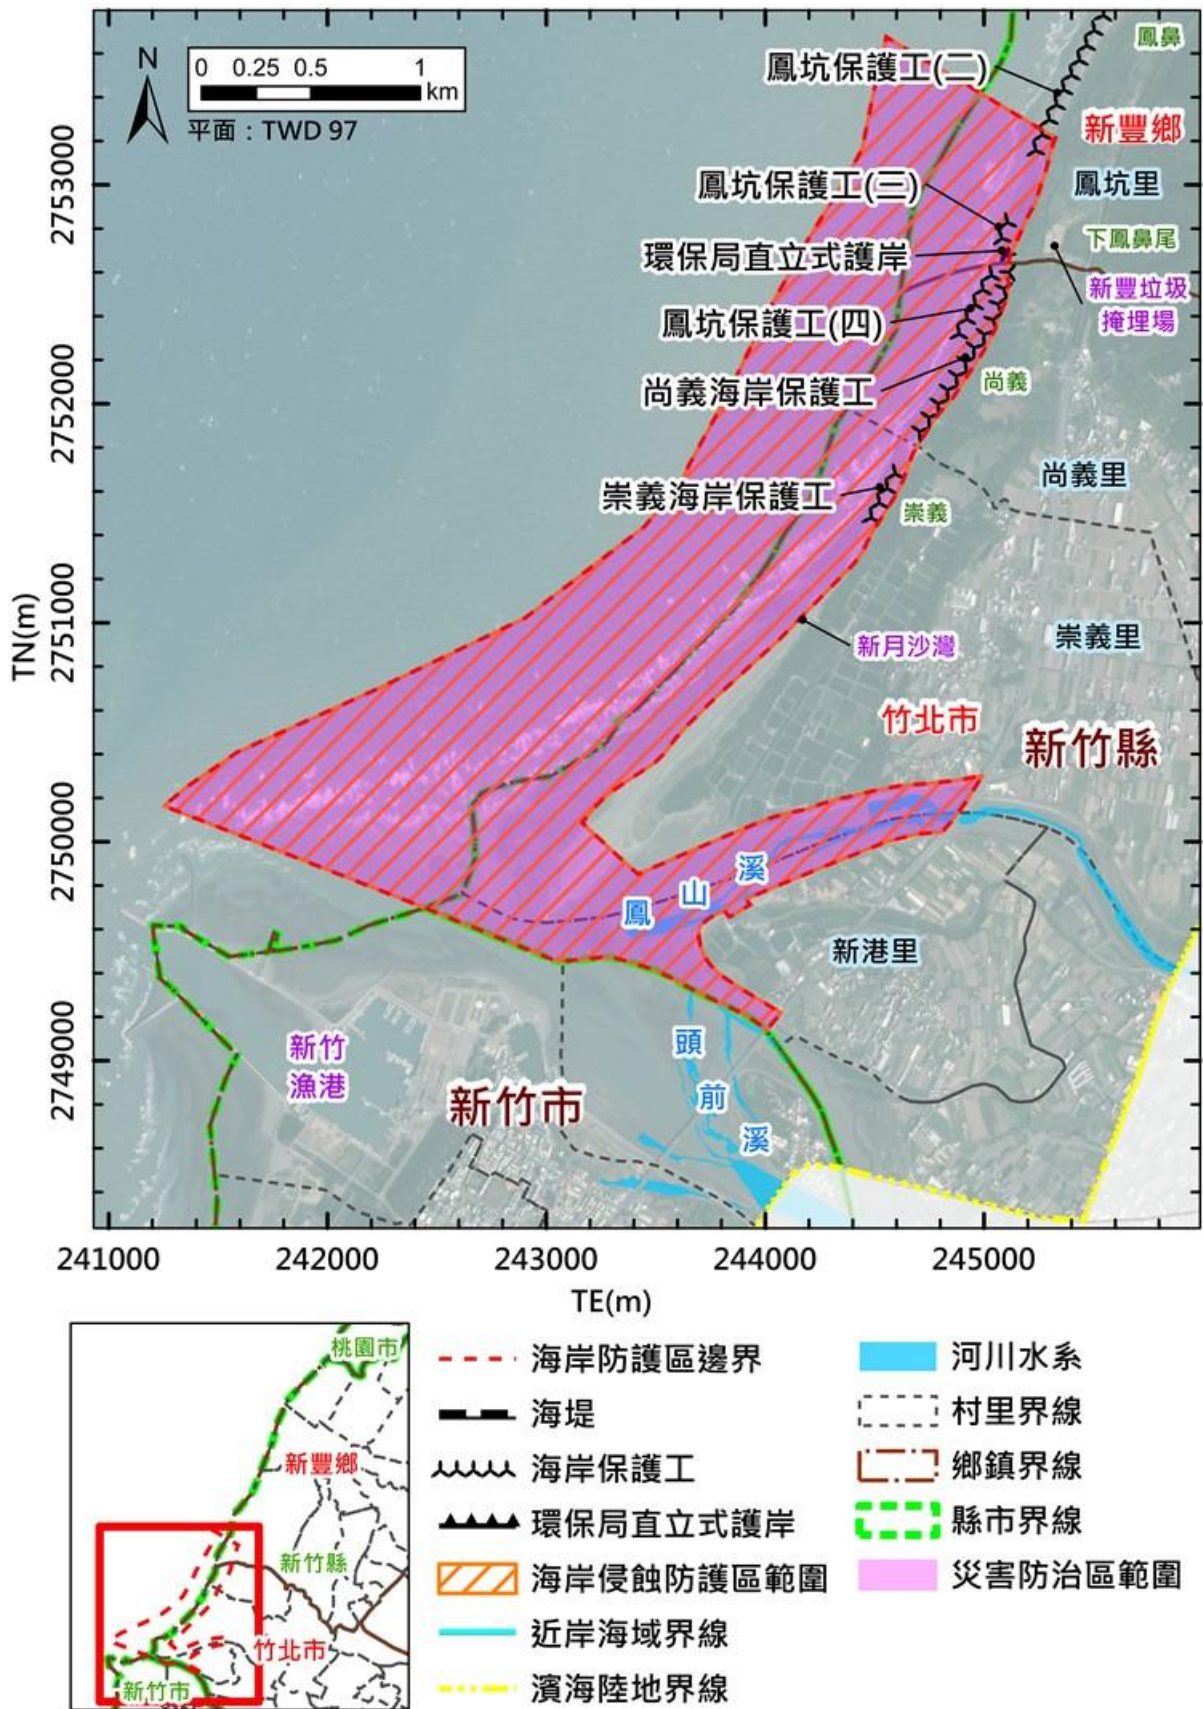 N
0 0.25 0.5 1
km
平面：TWD 97
鳳鼻
鳳坑保護工(二)
新豐鄉
鳳坑保護工(三)
鳳坑里
環保局直立式護岸
下鳳鼻尾
新豐垃圾
掩埋場
鳳坑保護工(四)
尚義海岸保護工
尚義
尚義里
崇義海岸保護工
崇義
崇義里
新月沙灣
竹北市
新竹縣
鳳山溪
新港里
頭前溪
新竹
漁港
新竹市
2753000
2752000
2751000
2750000
2749000
TN(m)
241000 242000 243000 244000 245000
TE(m)
桃園市
新豐鄉
新竹縣
竹北市
新竹市
海岸防護區邊界
海堤
海岸保護工
環保局直立式護岸
海岸侵蝕防護區範圍
近岸海域界線
濱海陸地界線
河川水系
村里界線
鄉鎮界線
縣市界線
災害防治區範圍